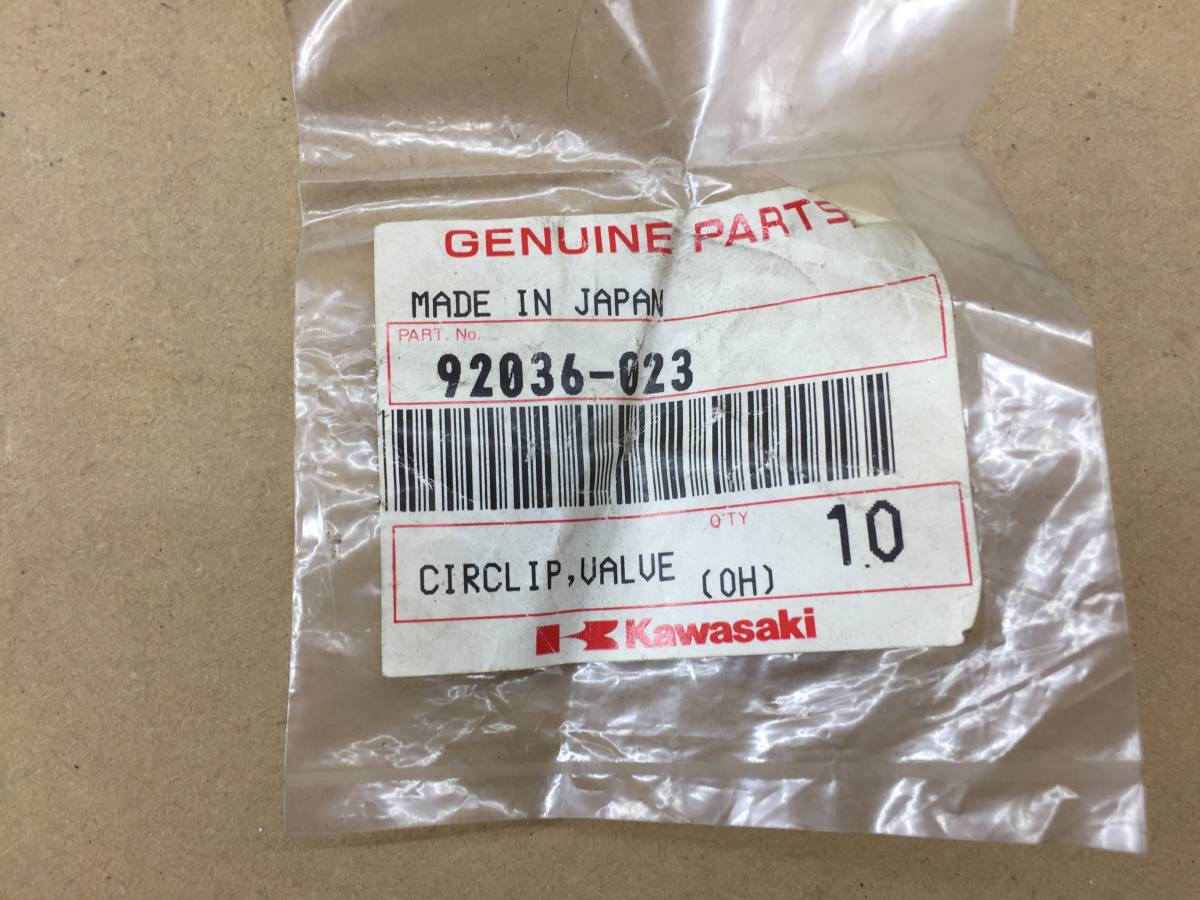 GENUINE PARTS
MADE IN JAPAN
PART. No.
92036-023
Q'TY 10
CIRCLIP,VALVE (OH)
Kawasaki